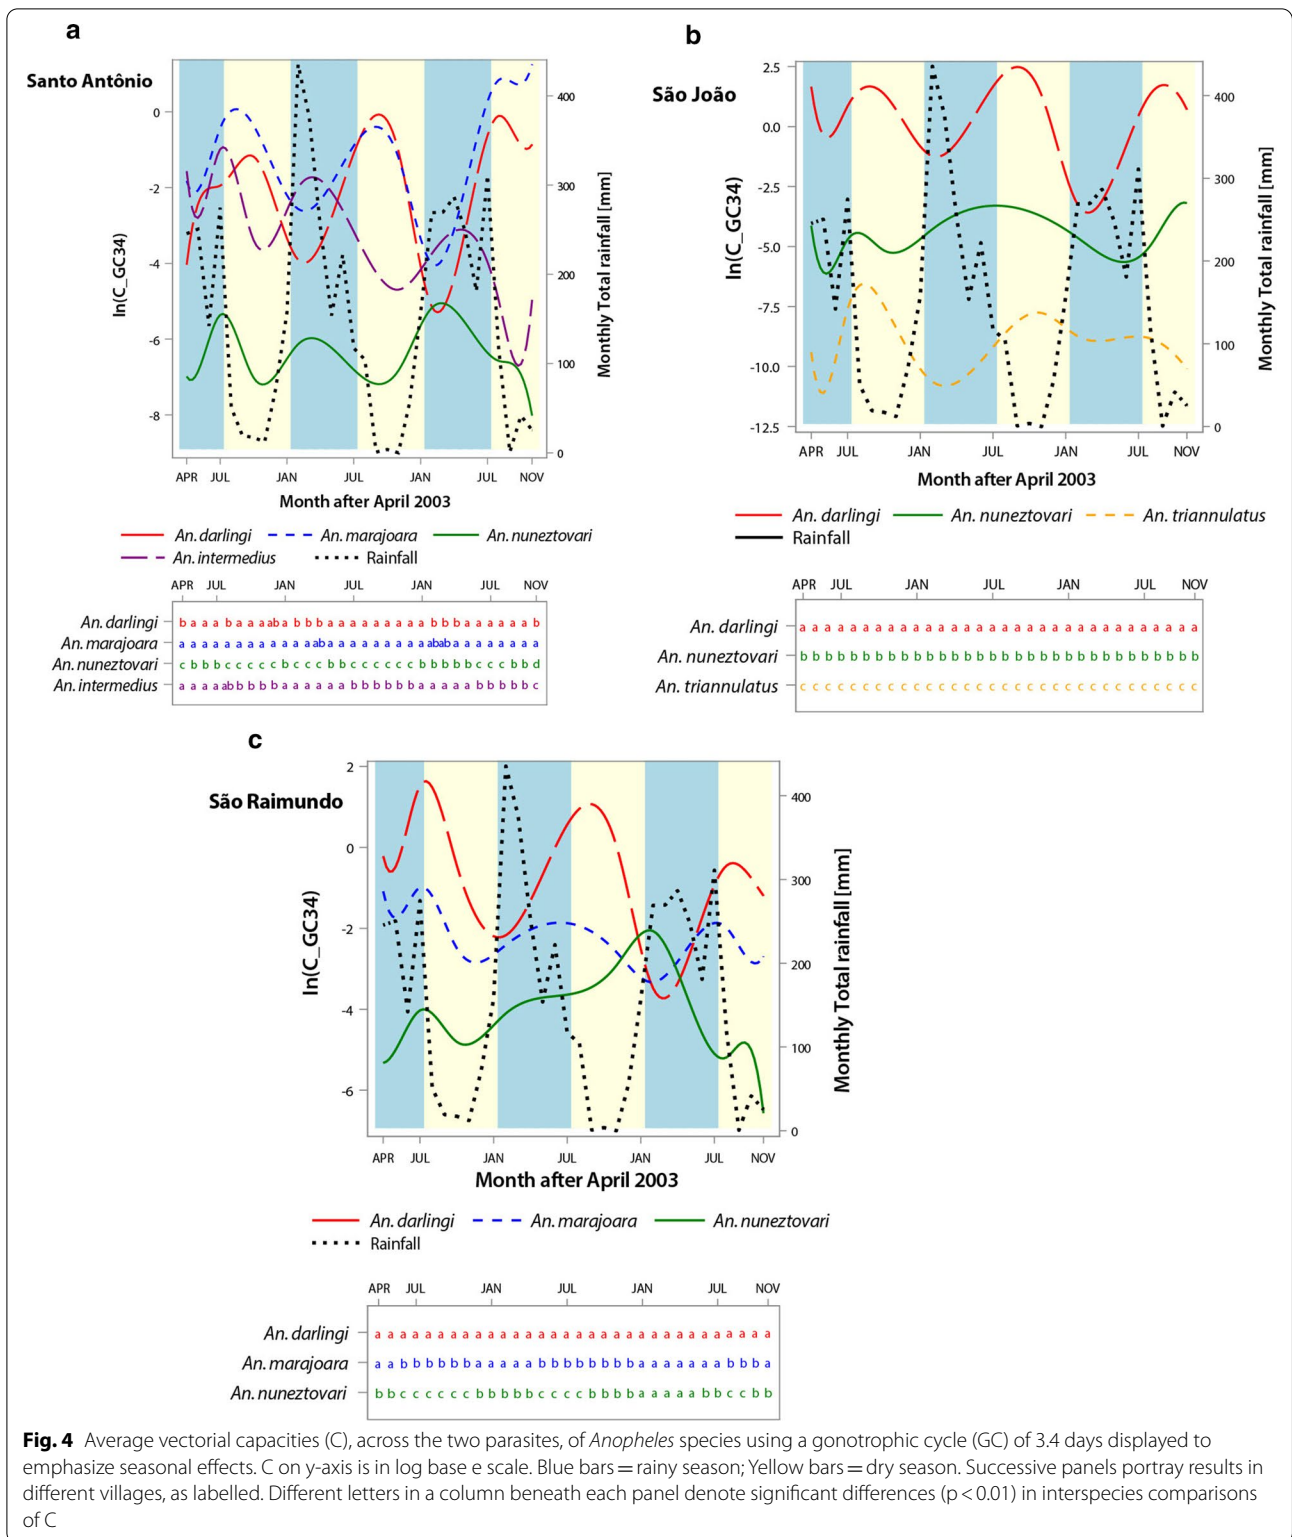 a
Santo Antônio
0
-2
-4
-6
-8
ln(C_GC34)
400
300
200
100
0
Monthly Total rainfall [mm]
APR JUL JAN JUL JAN JUL NOV
Month after April 2003
An. darlingi An. marajoara An. nuneztovari
An. intermedius Rainfall
APR JUL JAN JUL JAN JUL NOV
An. darlingi b a a a a b a a a a ab a b b b b a a a a a a a a a b b b a a a a a a b
An. marajoara
An. nuneztovari
An. intermedius
b
São João
2.5
0.0
-2.5
-5.0
-7.5
-10.0
-12.5
ln(C_GC34)
400
300
200
100
0
Monthly Total rainfall [mm]
APR JUL JAN JUL JAN JUL NOV
Month after April 2003
An. darlingi An. nuneztovari An. triannulatus
Rainfall
APR JUL JAN JUL JAN JUL NOV
An. darlingi a a a a a a a a a a a a a a a a a a a a a a a a a a a a a a a a
An. nuneztovari b b b b b b b b b b b b b b b b b b b b b b b b b b b b b b b b
An. triannulatus c c c c c c c c c c c c c c c c c c c c c c c c c c c c c c c c
c
São Raimundo
2
0
-2
-4
-6
ln(C_GC34)
400
300
200
100
0
Monthly Total rainfall [mm]
APR JUL JAN JUL JAN JUL NOV
Month after April 2003
An. darlingi An. marajoara An. nuneztovari
Rainfall
APR JUL JAN JUL JAN JUL NOV
An. darlingi a a a a a a a a a a a a a a a a a a a a a a a a a a a a a a a a
An. marajoara a a b b b b b b a a a a a b b b b b b b b a a a a a a a b b b a
An. nuneztovari b b c c c c c c b b b b b c c c c b b b b a a a a a b b c c b b
Fig. 4 Average vectorial capacities (C), across the two parasites, of Anopheles species using a gonotrophic cycle (GC) of 3.4 days displayed to
emphasize seasonal effects. C on y-axis is in log base e scale. Blue bars = rainy season; Yellow bars = dry season. Successive panels portray results in
different villages, as labelled. Different letters in a column beneath each panel denote significant differences (p < 0.01) in interspecies comparisons
of C